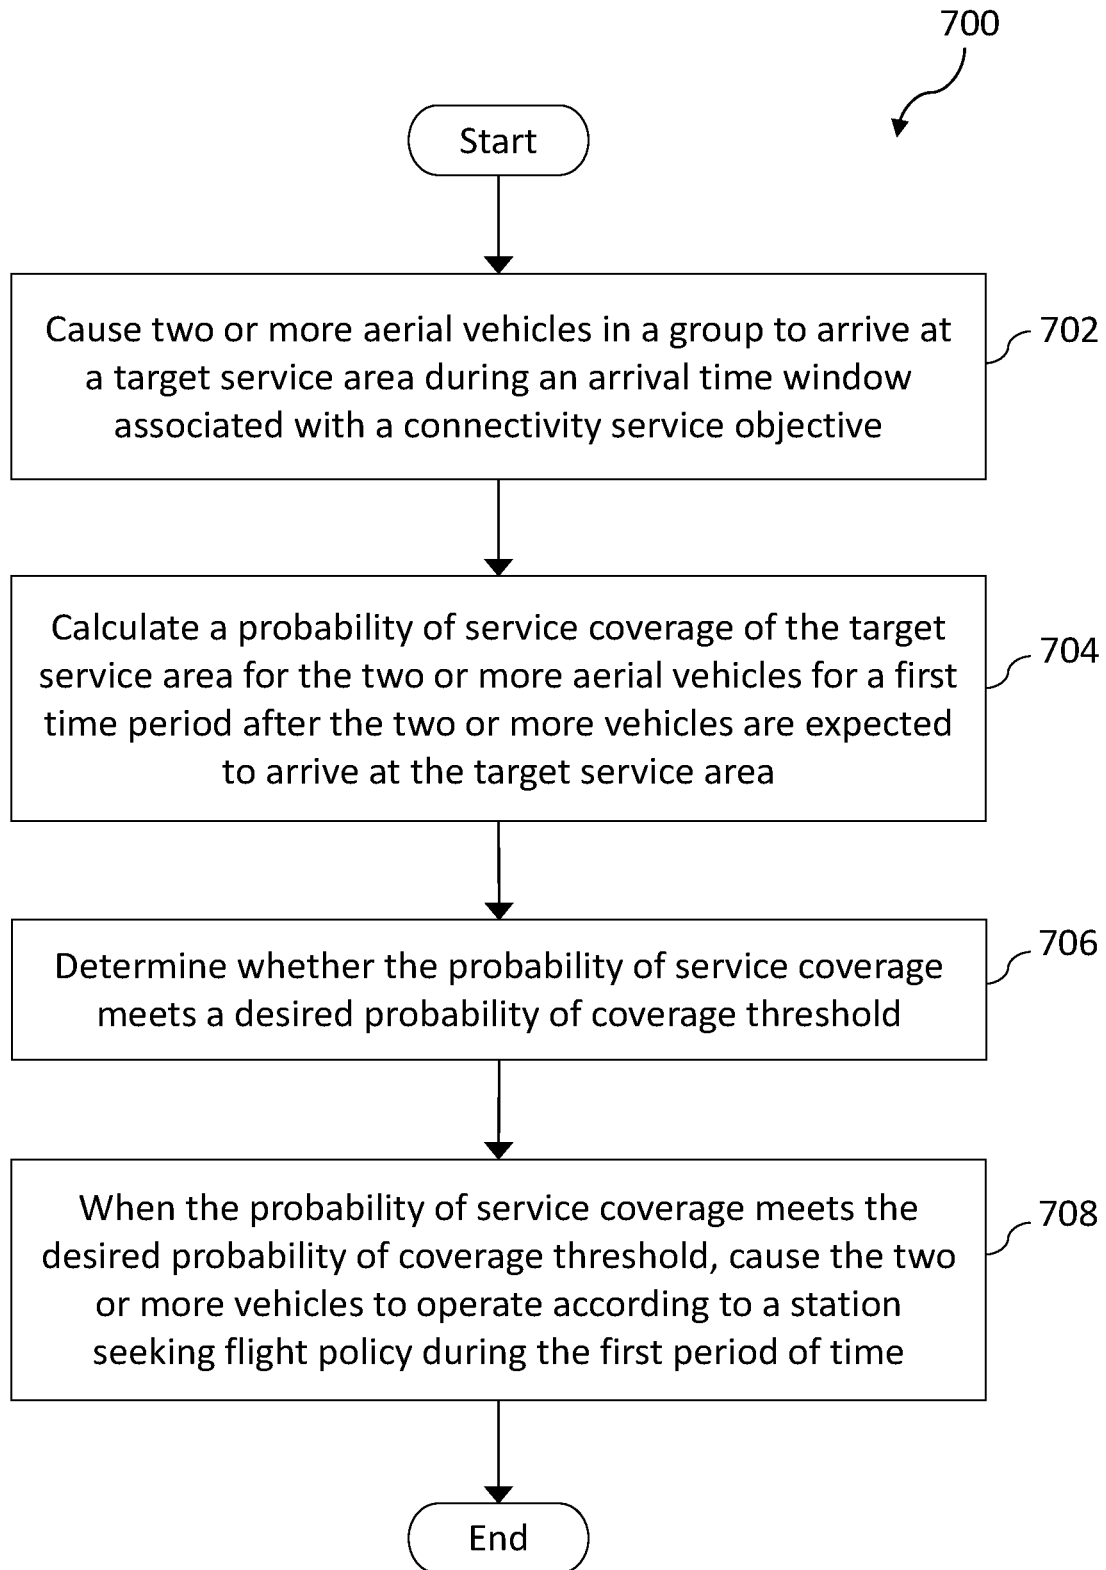 700
Start
Cause two or more aerial vehicles in a group to arrive at
a target service area during an arrival time window
associated with a connectivity service objective
702
Calculate a probability of service coverage of the target
service area for the two or more aerial vehicles for a first
time period after the two or more vehicles are expected
to arrive at the target service area
704
Determine whether the probability of service coverage
meets a desired probability of coverage threshold
706
When the probability of service coverage meets the
desired probability of coverage threshold, cause the two
or more vehicles to operate according to a station
seeking flight policy during the first period of time
708
End